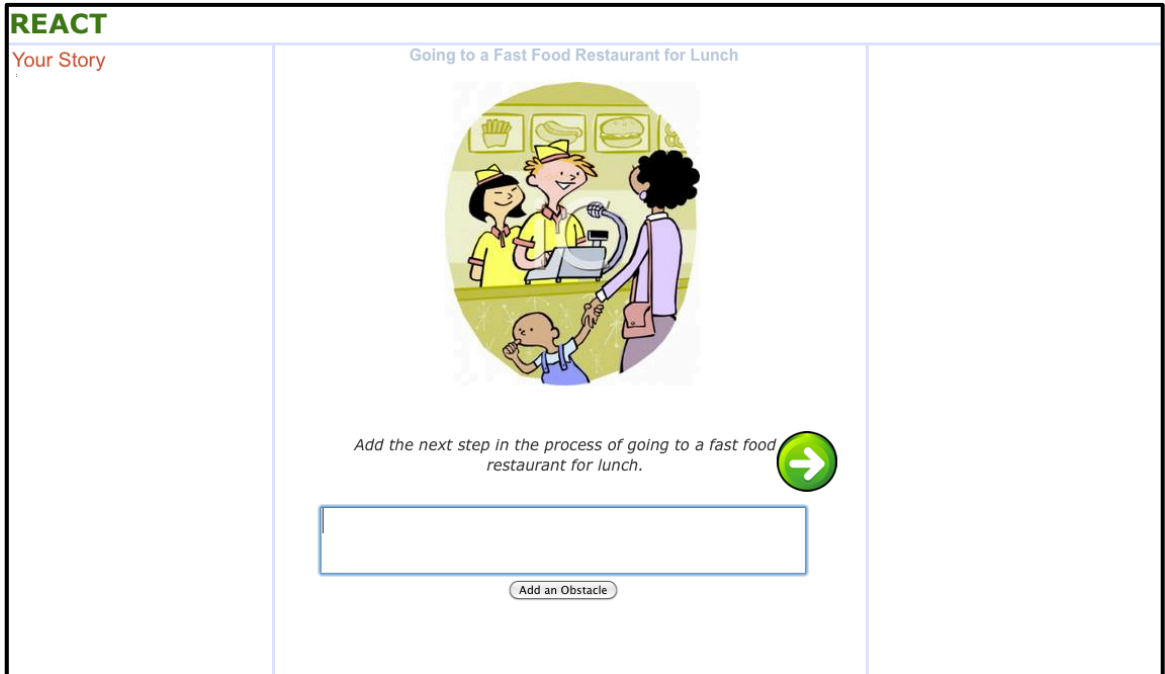 REACT
Your Story
Going to a Fast Food Restaurant for Lunch
Add the next step in the process of going to a fast food
restaurant for lunch.
Add an Obstacle